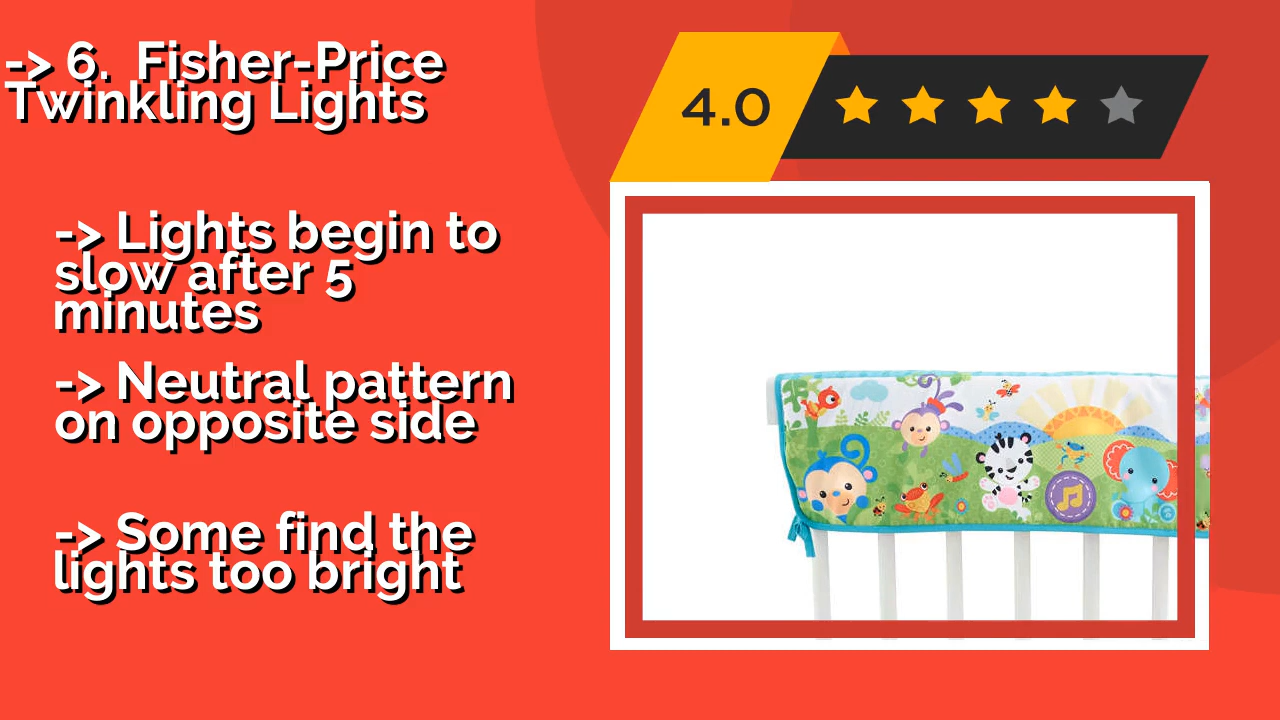 -> 6.  Fisher-Price
Twinkling Lights
4.0
-> Lights begin to
slow after 5
minutes
-> Neutral pattern
on opposite side
-> Some find the
lights too bright